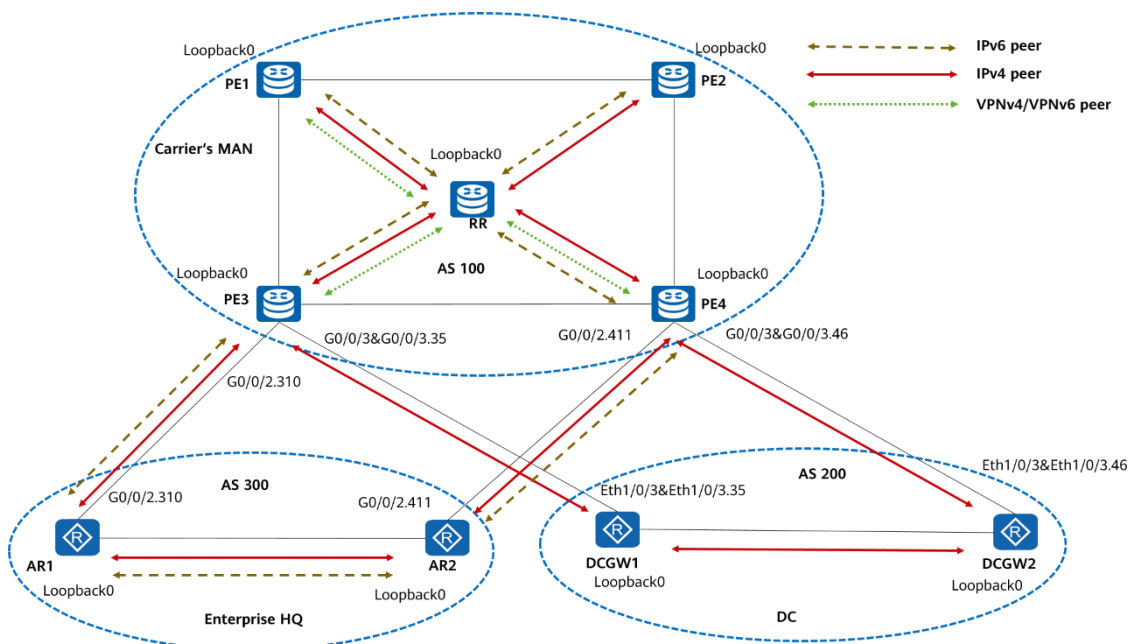 Loopback0
Loopback0
IPv6 peer
PE1
PE2
IPv4 peer
VPNv4/VPNv6 peer
Carrier's MAN
Loopback0
RR
AS 100
Loopback0
Loopback0
PE3
PE4
G0/0/3&G0/0/3.35
G0/0/2.411
G0/0/3&G0/0/3.46
G0/0/2.310
AS 300
AS 200
Eth1/0/3&Eth1/0/3.46
G0/0/2.310
G0/0/2.411
Eth1/0/3&Eth1/0/3.35
R
R
R
R
AR1
AR2
DCGW1
DCGW2
Loopback0
Loopback0
Loopback0
Loopback0
Enterprise HQ
DC